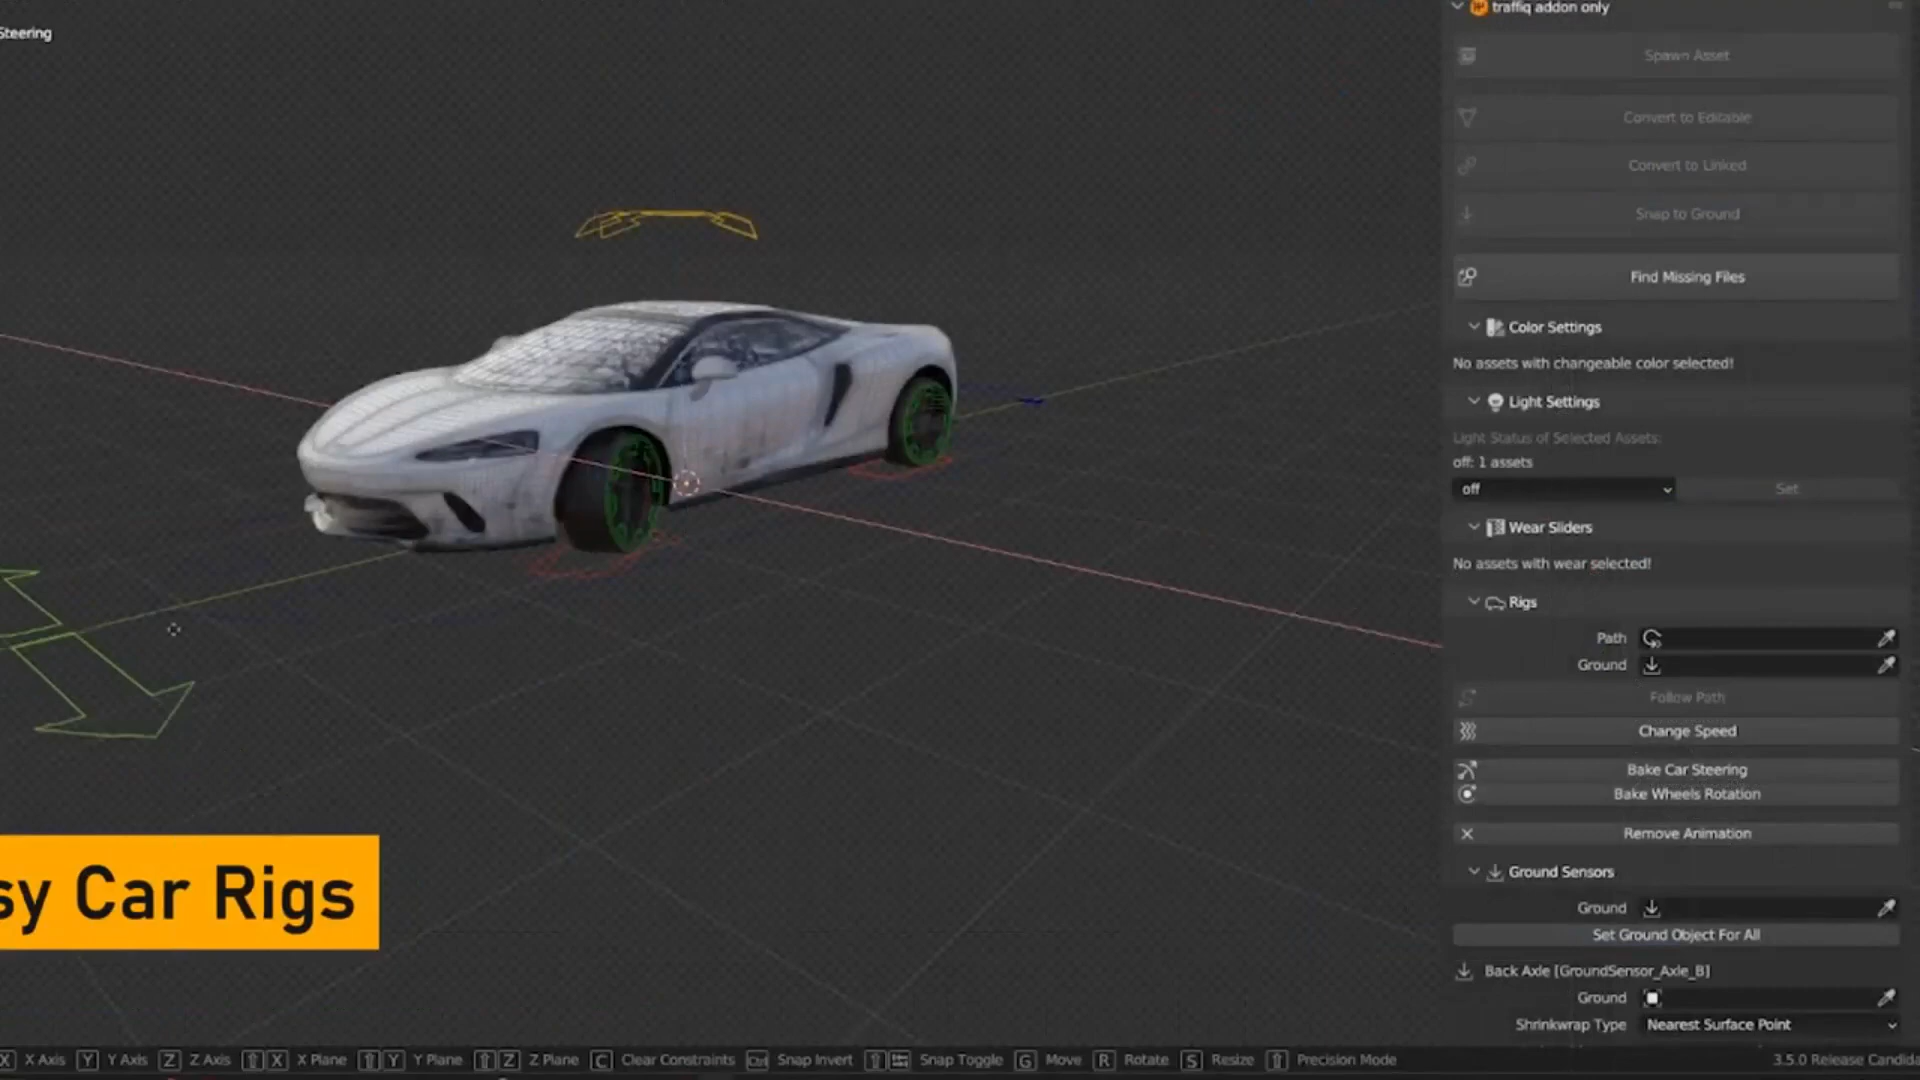 Steering
traffiq addon only
Spawn Asset
Convert to Editable
Convert to Linked
Snap to Ground
Find Missing Files
Color Settings
No assets with changeable color selected!
Light Settings
Light Status of Selected Assets:
off: 1 assets
off
Set
Wear Sliders
No assets with wear selected!
Rigs
Path
Ground
Follow Path
Change Speed
Bake Car Steering
Bake Wheels Rotation
Remove Animation
Ground Sensors
Ground
Set Ground Object For All
Back Axle [GroundSensor_Axle_B]
Ground
Shrinkwrap Type Nearest Surface Point
sy Car Rigs
X X Axis Y Y Axis Z Z Axis X X Plane Y Y Plane Z Z Plane C Clear Constraints Ctrl Snap Invert Snap Toggle G Move R Rotate S Resize Precision Mode 3.5.0 Release Candida